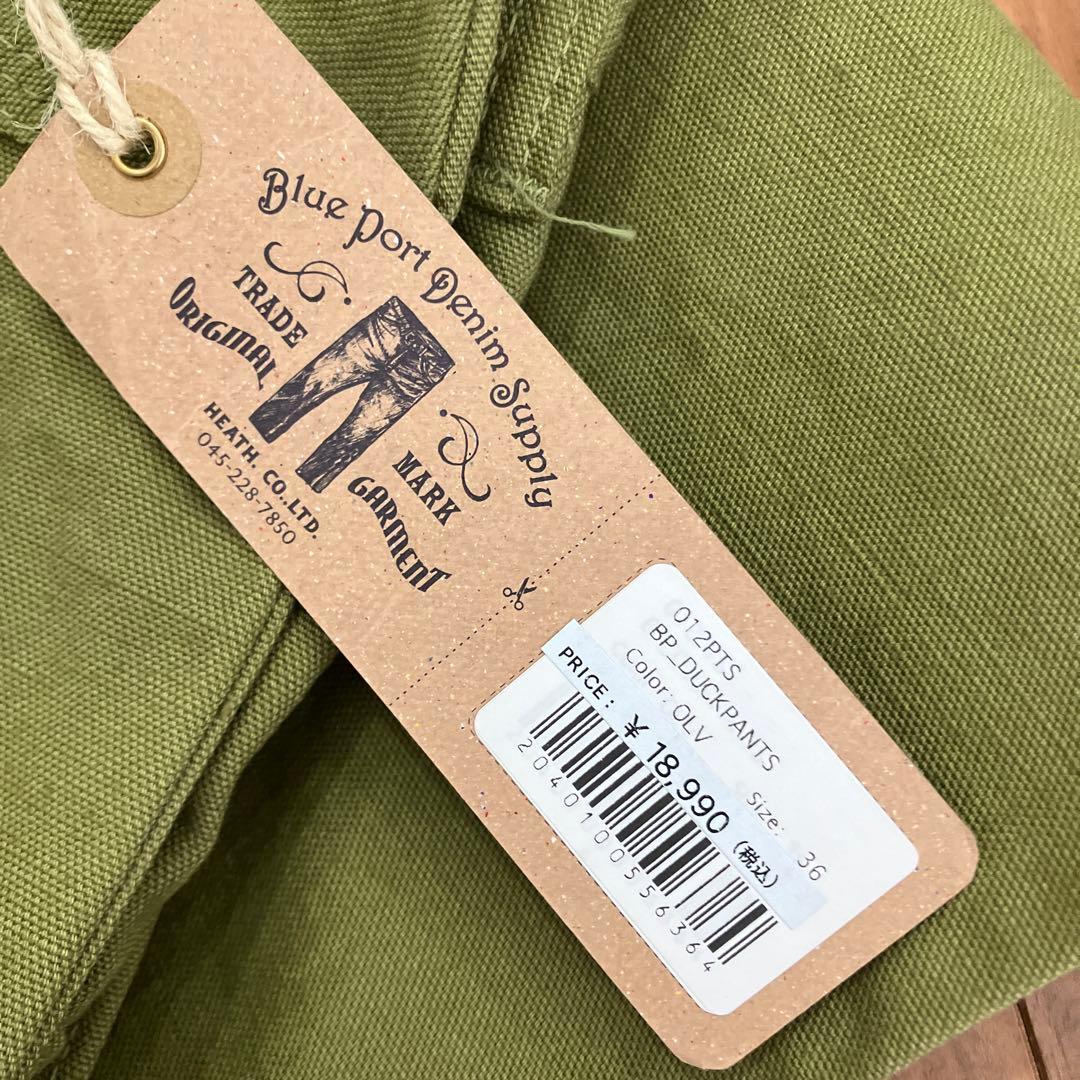 Blue Port Denim Supply
TRADE MARK
ORIGINAL GARMENT
HEATH. CO.,LTD.
045-228-7850
012PTS
BP_DUCKPANTS
Color: OLV
Size: 36
PRICE: ¥ 18,990 (税込)
2040100556364